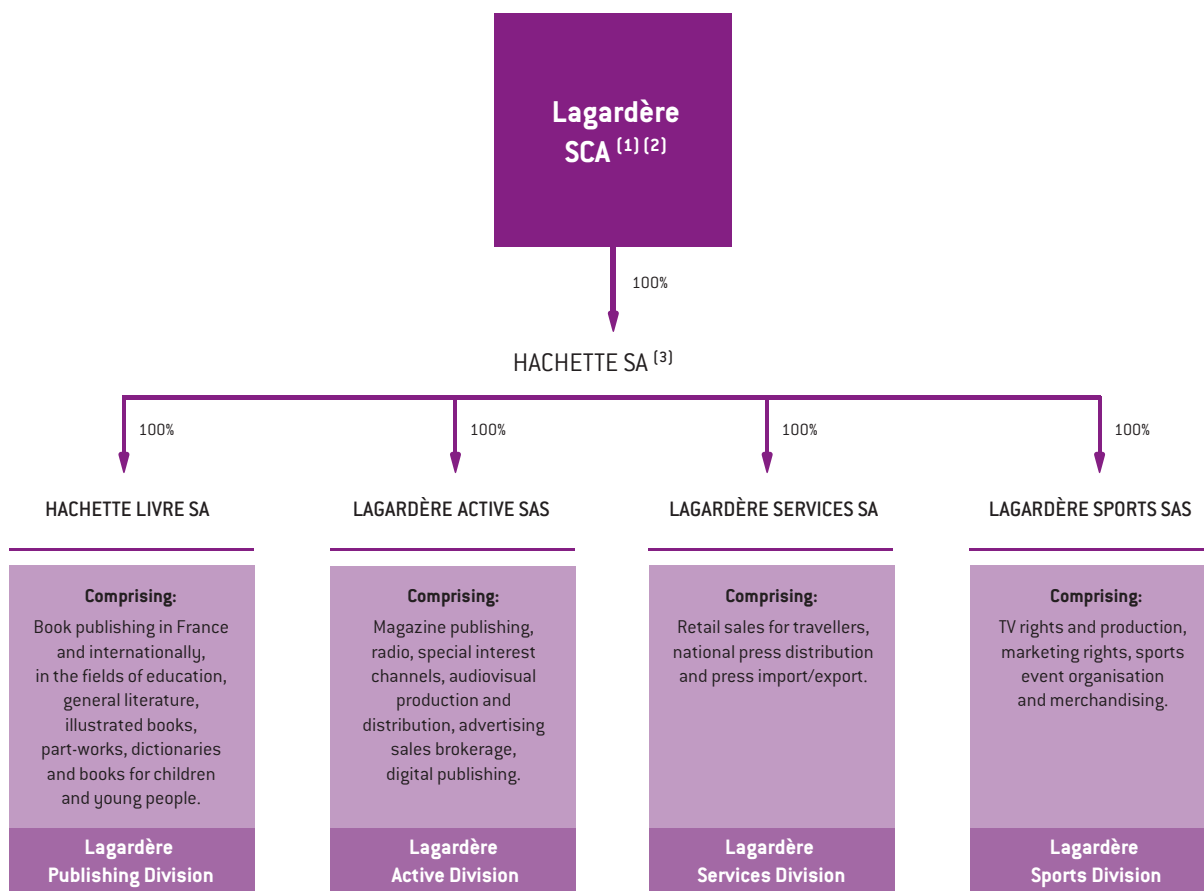 Lagardère
SCA (1) (2)
100%
HACHETTE SA (3)
100%
100%
100%
100%
HACHETTE LIVRE SA
LAGARDÈRE ACTIVE SAS
LAGARDÈRE SERVICES SA
LAGARDÈRE SPORTS SAS
Comprising:
Book publishing in France
and internationally,
in the fields of education,
general literature,
illustrated books,
part-works, dictionaries
and books for children
and young people.
Lagardère
Publishing Division
Comprising:
Magazine publishing,
radio, special interest
channels, audiovisual
production and
distribution, advertising
sales brokerage,
digital publishing.
Lagardère
Active Division
Comprising:
Retail sales for travellers,
national press distribution
and press import/export.
Lagardère
Services Division
Comprising:
TV rights and production,
marketing rights, sports
event organisation
and merchandising.
Lagardère
Sports Division